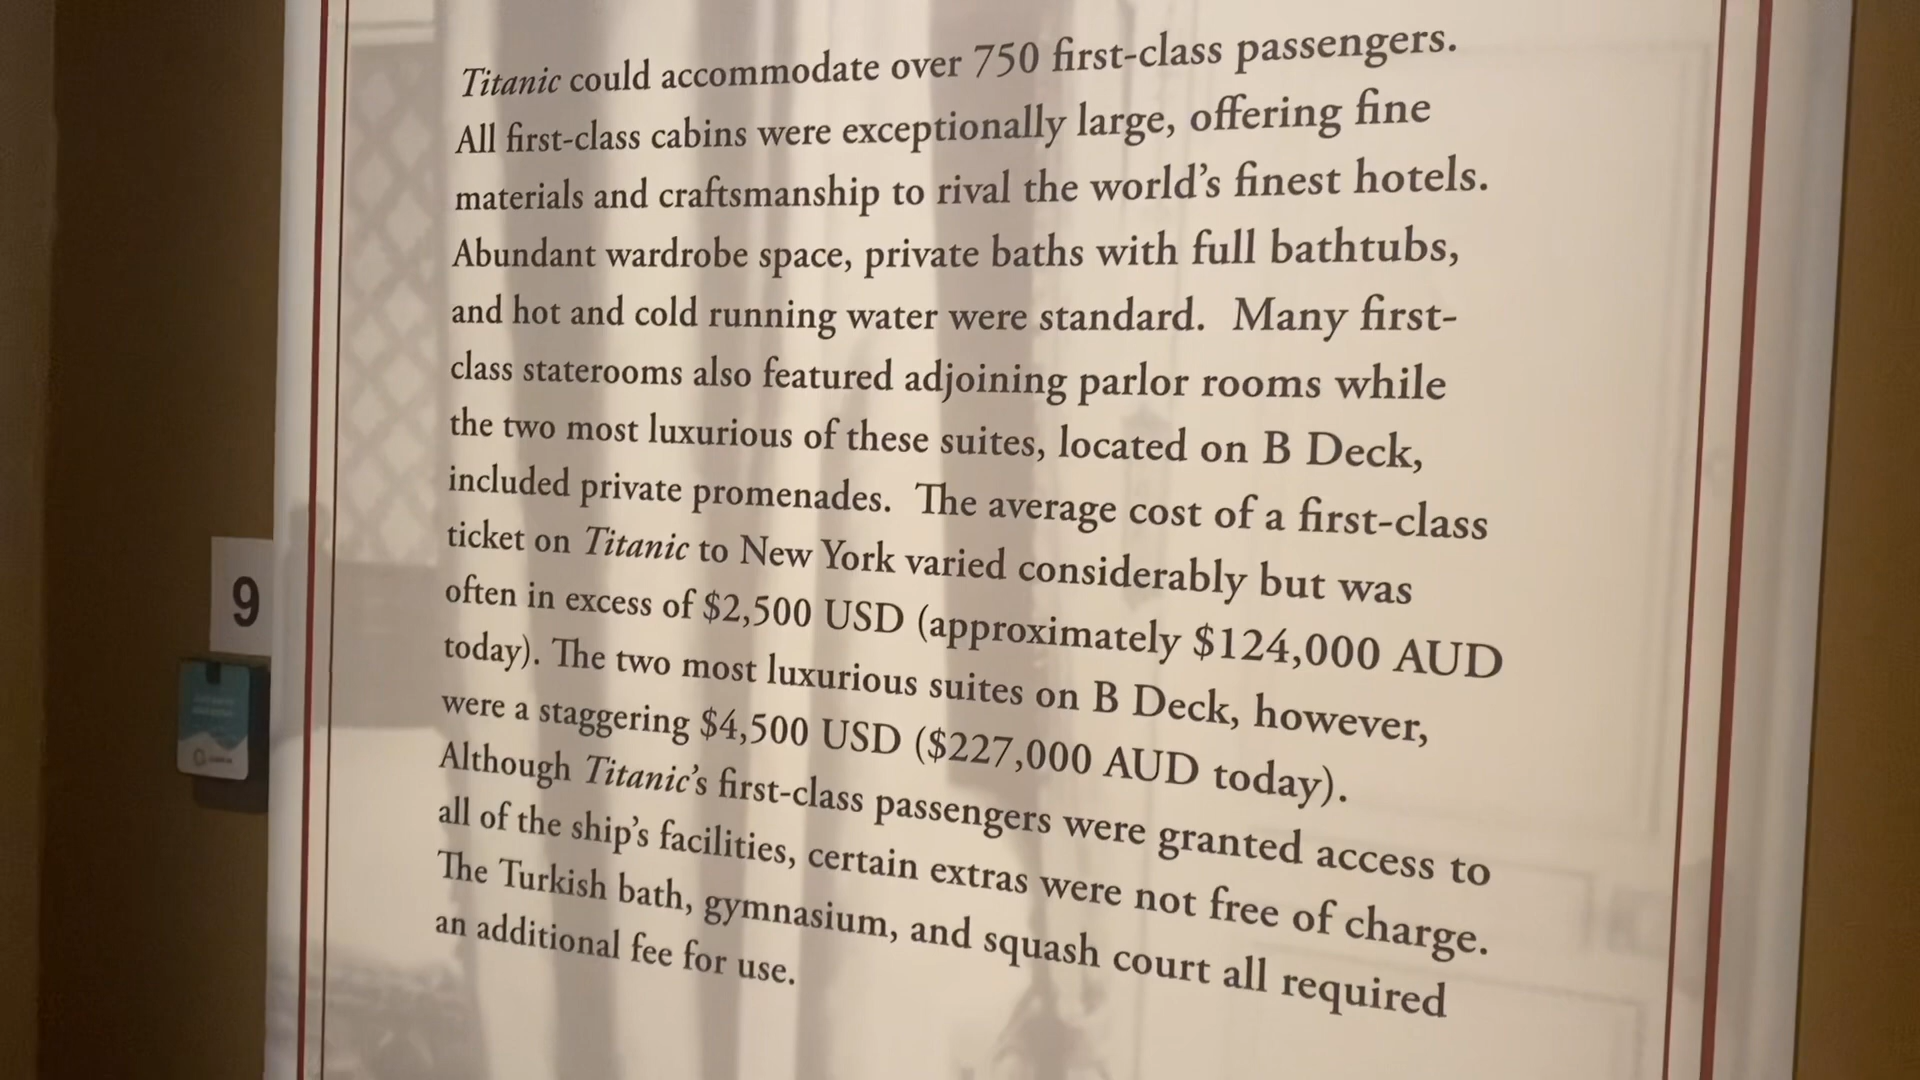 Titanic could accommodate over 750 first-class passengers.
All first-class cabins were exceptionally large, offering fine
materials and craftsmanship to rival the world's finest hotels.
Abundant wardrobe space, private baths with full bathtubs,
and hot and cold running water were standard.  Many first-
class staterooms also featured adjoining parlor rooms while
the two most luxurious of these suites, located on B Deck,
included private promenades.  The average cost of a first-class
ticket on Titanic to New York varied considerably but was
often in excess of $2,500 USD (approximately $124,000 AUD
today). The two most luxurious suites on B Deck, however,
were a staggering $4,500 USD ($227,000 AUD today).
Although Titanic's first-class passengers were granted access to
all of the ship's facilities, certain extras were not free of charge.
The Turkish bath, gymnasium, and squash court all required
an additional fee for use.
9